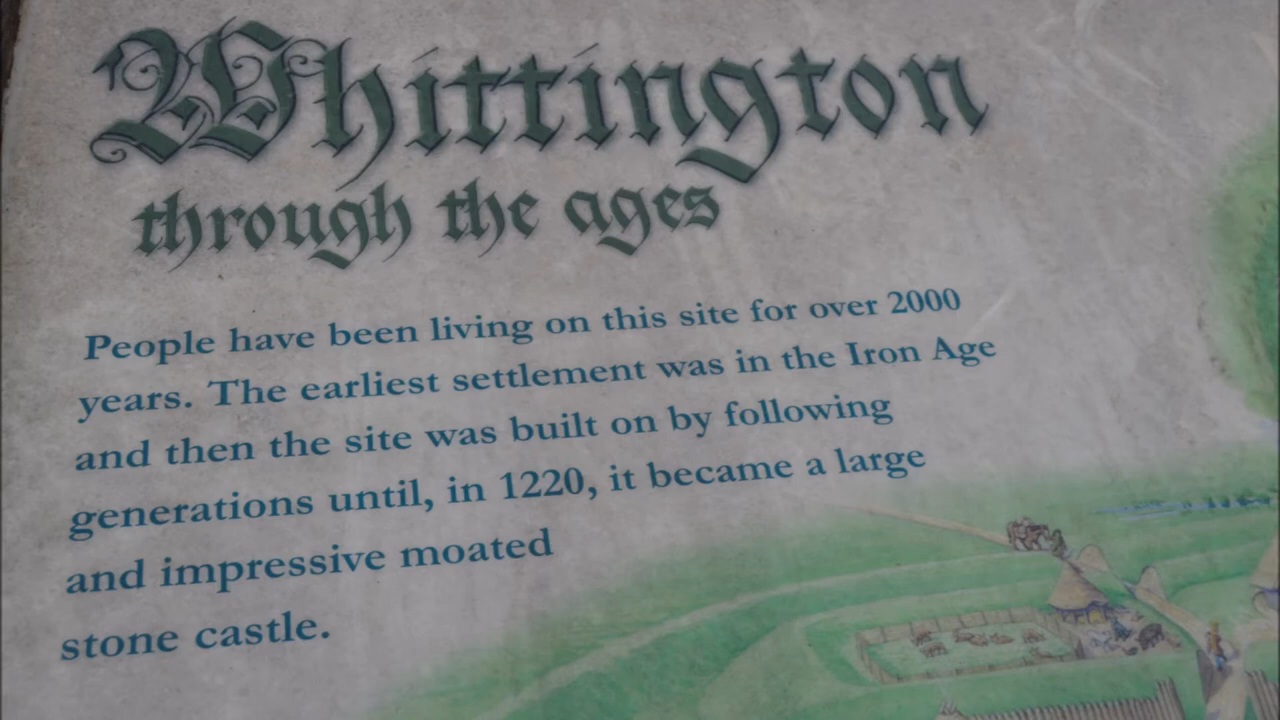 Whittington
through the ages
People have been living on this site for over 2000
years. The earliest settlement was in the Iron Age
and then the site was built on by following
generations until, in 1220, it became a large
and impressive moated
stone castle.